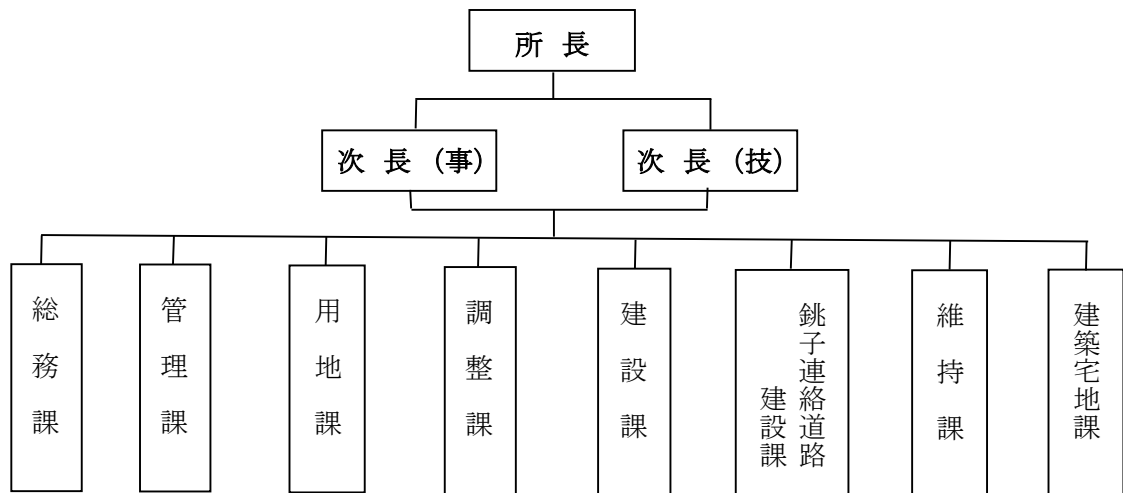 所 長
次 長 (事)
次 長 (技)
総務課
管理課
用地課
調整課
建設課
銚子連絡道路
建設課
維持課
建築宅地課